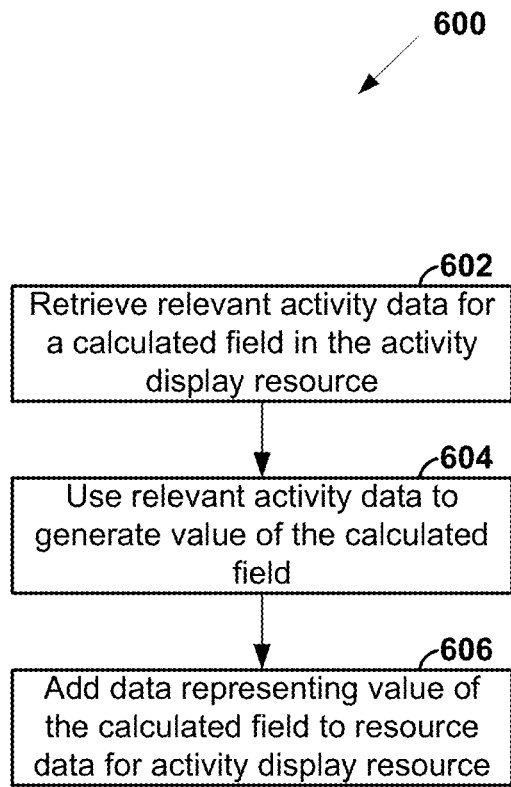 600
602
Retrieve relevant activity data for
a calculated field in the activity
display resource
604
Use relevant activity data to
generate value of the calculated
field
606
Add data representing value of
the calculated field to resource
data for activity display resource